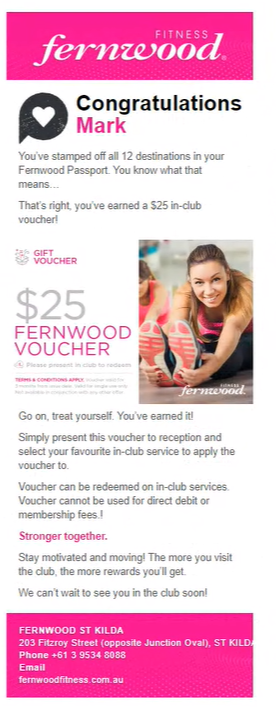 FITNESS
fernwood
Congratulations
Mark
You've stamped off all 12 destinations in your
Fernwood Passport. You know what that
means…
That's right, you've earned a $25 in-club
voucher!
GIFT
VOUCHER
$25
FERNWOOD
VOUCHER
Please present in club to redeem
TERMS & CONDITIONS APPLY.
FITNESS
fernwood.
Go on, treat yourself. You've earned it!
Simply present this voucher to reception and
select your favourite in-club service to apply the
voucher to.
Voucher can be redeemed on in-club services.
Voucher cannot be used for direct debit or
membership fees.!
Stronger together.
Stay motivated and moving! The more you visit
the club, the more rewards you'll get.
We can't wait to see you in the club soon!
FERNWOOD ST KILDA
203 Fitzroy Street (opposite Junction Oval), ST KILDA
Phone +61 3 9534 8088
Email
fernwoodfitness.com.au